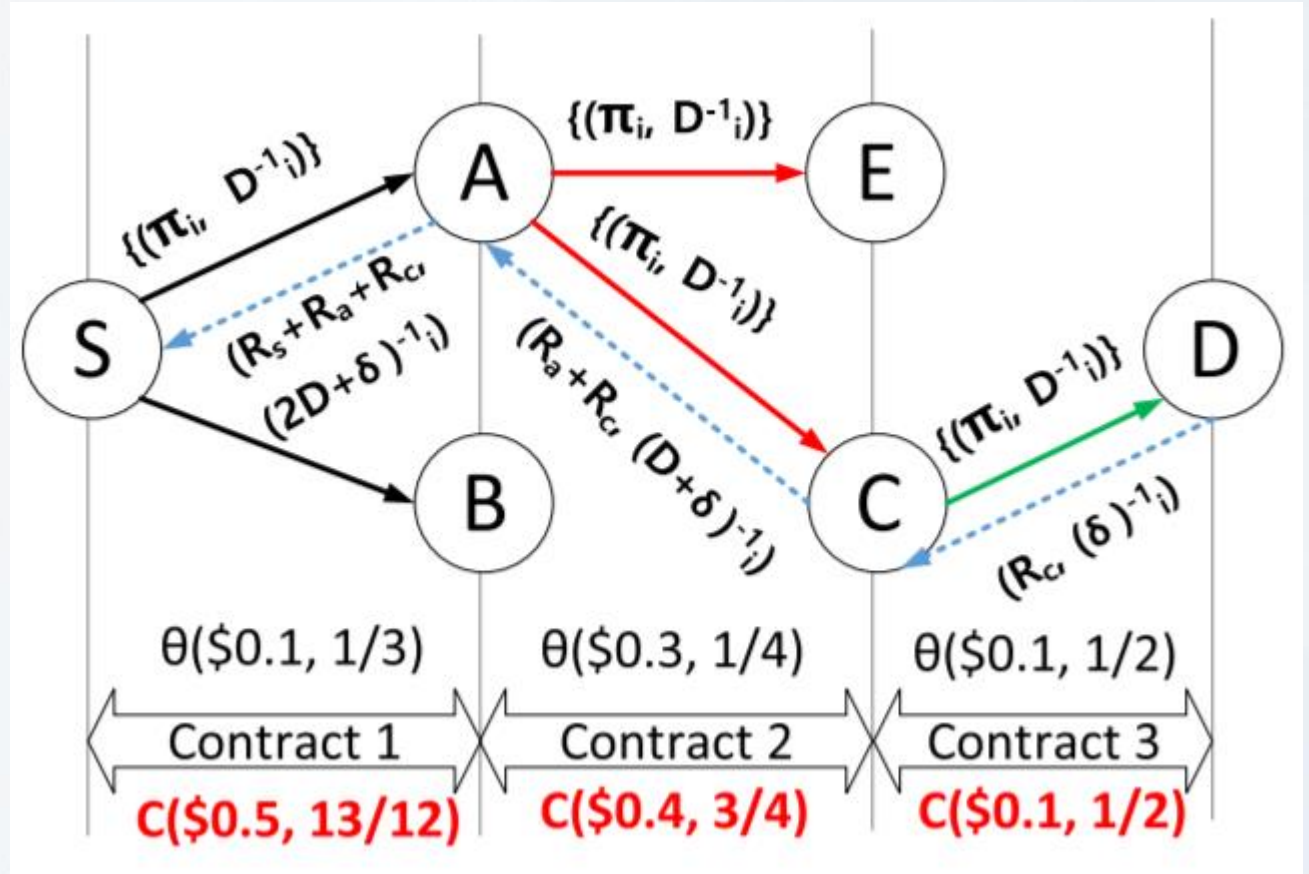 {(πi, D-1i)}
A
{(πi, D-1i)}
E
{(πi, D-1i)}
S
(Rs+Ra+Rc,
(2D+δ )-1i)
B
(Ra+Rc, (D+δ )-1i)
C
{(πi, D-1i)}
D
(Rc, (δ )-1i)
θ($0.1, 1/3)
θ($0.3, 1/4)
θ($0.1, 1/2)
Contract 1
Contract 2
Contract 3
C($0.5, 13/12)
C($0.4, 3/4)
C($0.1, 1/2)